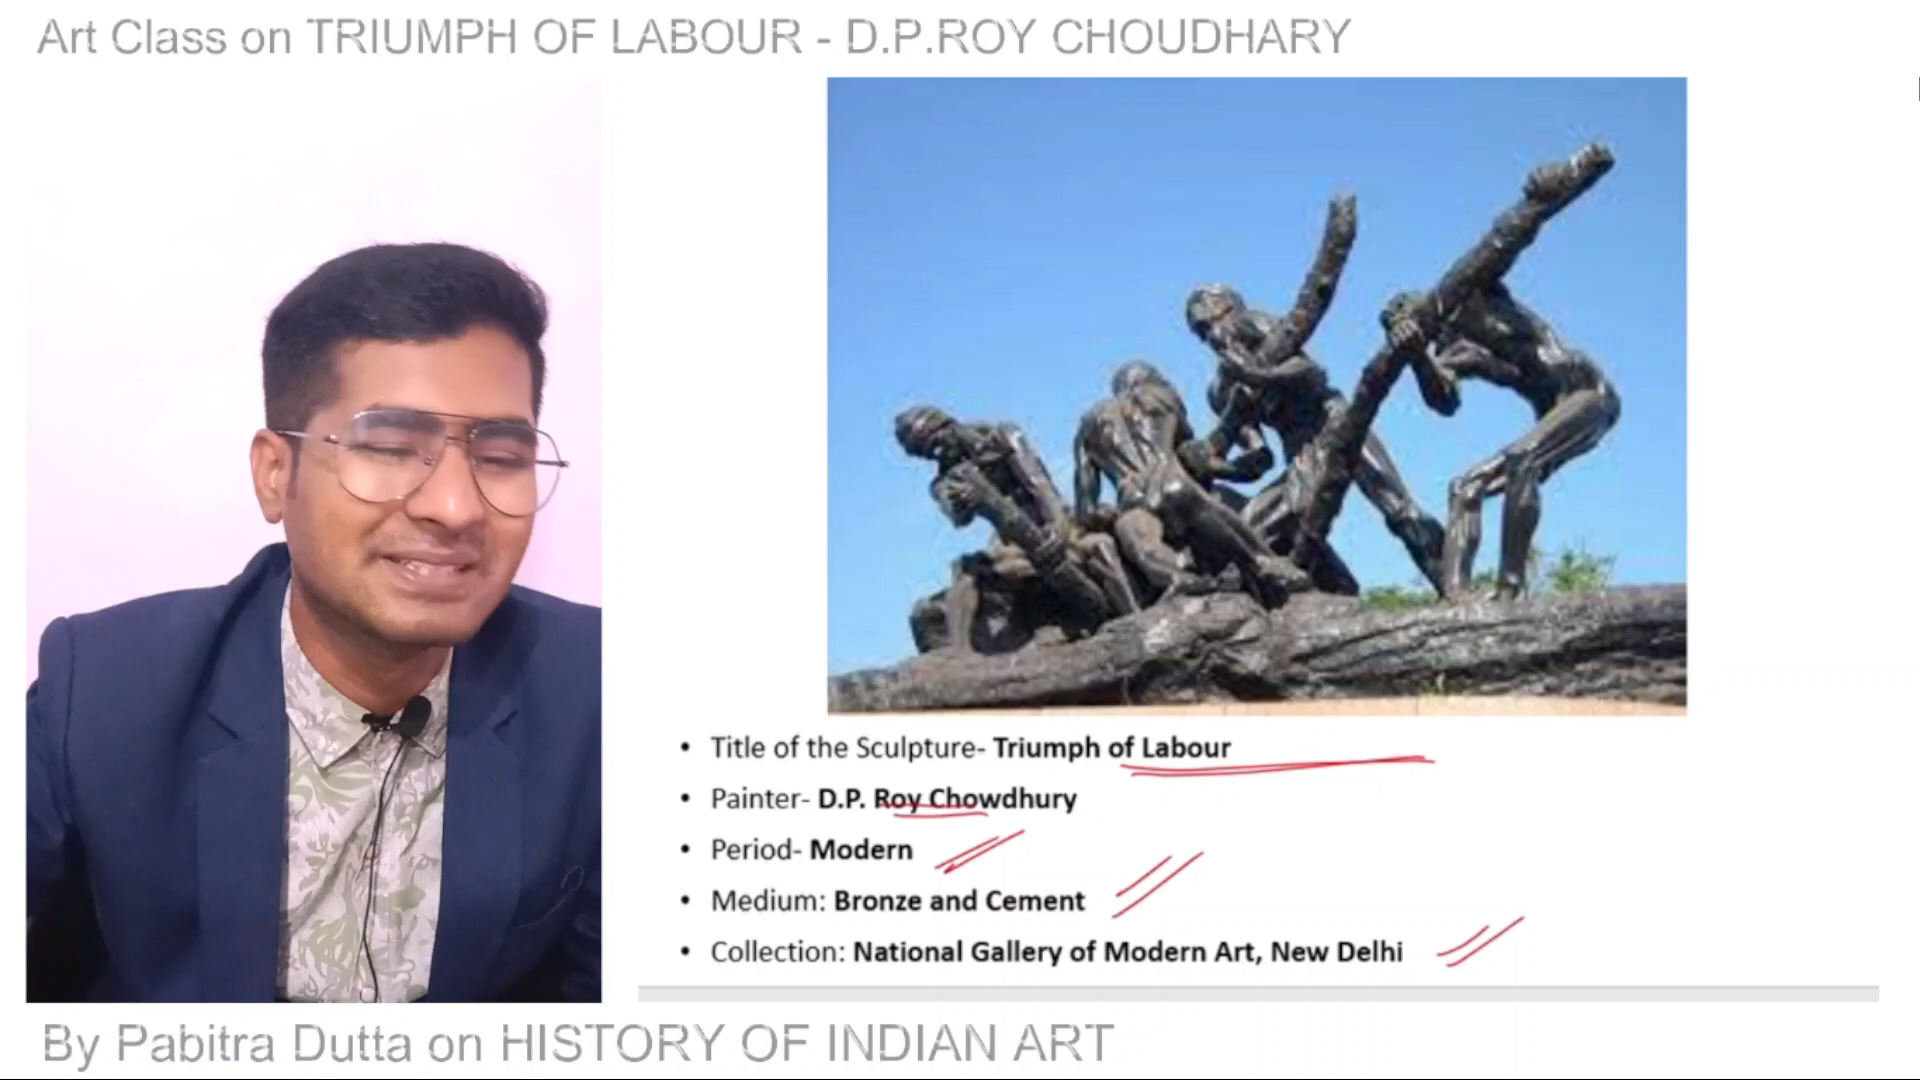 Art Class on TRIUMPH OF LABOUR - D.P.ROY CHOUDHARY
• Title of the Sculpture- Triumph of Labour
• Painter- D.P. Roy Chowdhury
• Period- Modern
• Medium: Bronze and Cement
• Collection: National Gallery of Modern Art, New Delhi
By Pabitra Dutta on HISTORY OF INDIAN ART